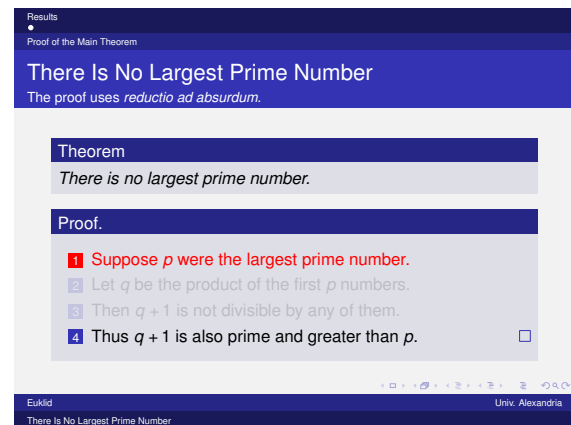 Results
Proof of the Main Theorem
There Is No Largest Prime Number
The proof uses reductio ad absurdum.
Theorem
There is no largest prime number.
Proof.
1 Suppose p were the largest prime number.
2 Let q be the product of the first p numbers.
3 Then q + 1 is not divisible by any of them.
4 Thus q + 1 is also prime and greater than p.
Euklid Univ. Alexandria
There Is No Largest Prime Number